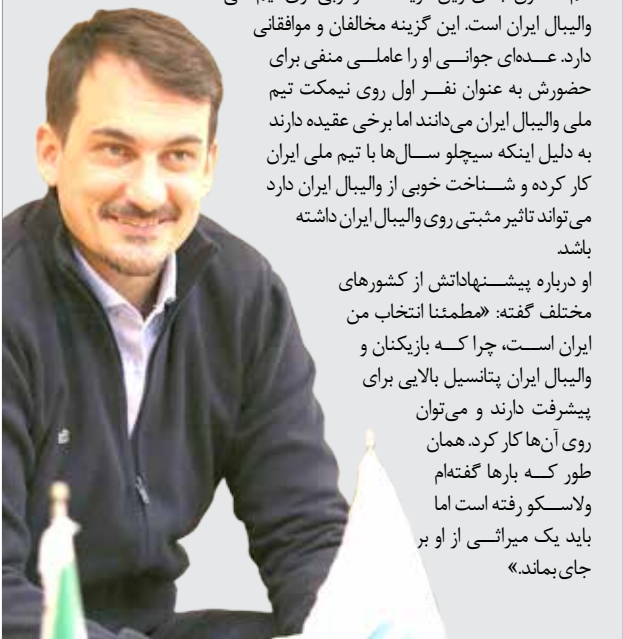 والیبال ایران است. این گزینه مخالفان و موافقانی
دارد. عده‌ای جوانی او را عاملی منفی برای
حضورش به عنوان نفر اول روی نیمکت تیم
ملی والیبال ایران می‌دانند اما برخی عقیده دارند
به دلیل اینکه سیچلو سال‌ها با تیم ملی ایران
کار کرده و شناخت خوبی از والیبال ایران دارد
می‌تواند تاثیر مثبتی روی والیبال ایران داشته
باشد.
او درباره پیشنهاداتش از کشورهای
مختلف گفته: «مطمئنا انتخاب من
ایران است، چرا که بازیکنان و
والیبال ایران پتانسیل بالایی برای
پیشرفت دارند و می‌توان
روی آن‌ها کار کرد. همان
طور که بارها گفته‌ام
ولاسکو رفته است اما
باید یک میراثی از او بر
جای بماند.»